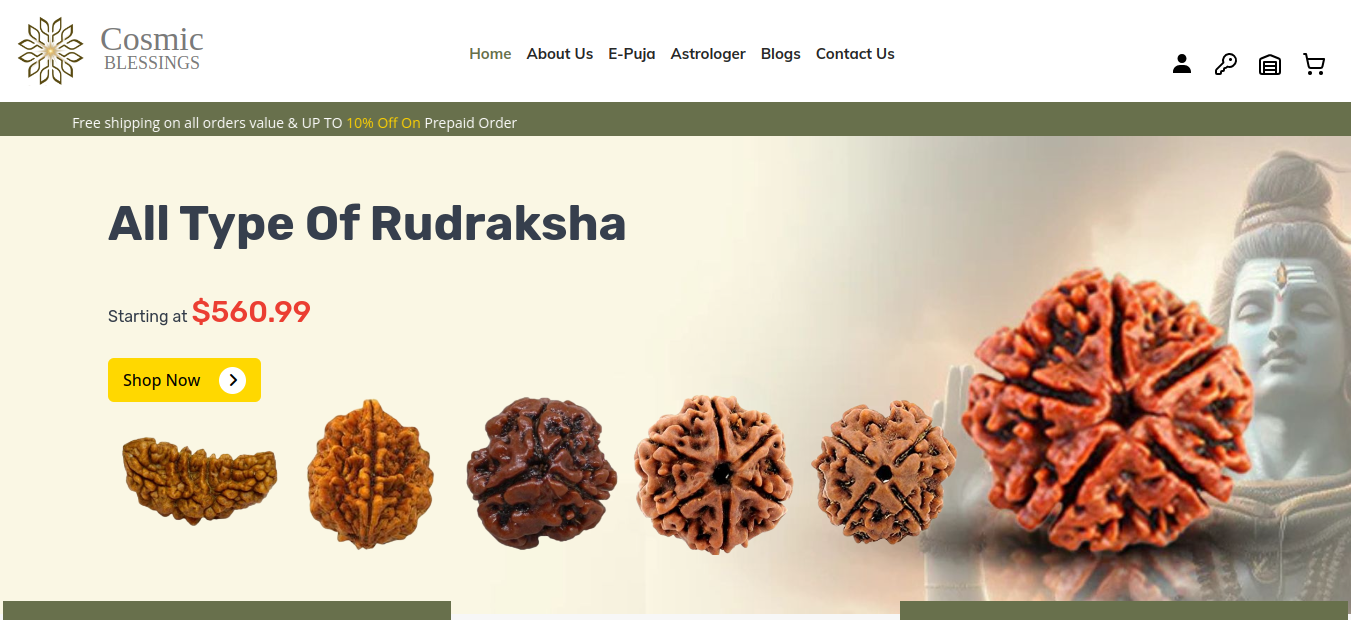 Cosmic
BLESSINGS
Home About Us E-Puja Astrologer Blogs Contact Us
Free shipping on all orders value & UP TO 10% Off On Prepaid Order
All Type Of Rudraksha
Starting at $560.99
Shop Now